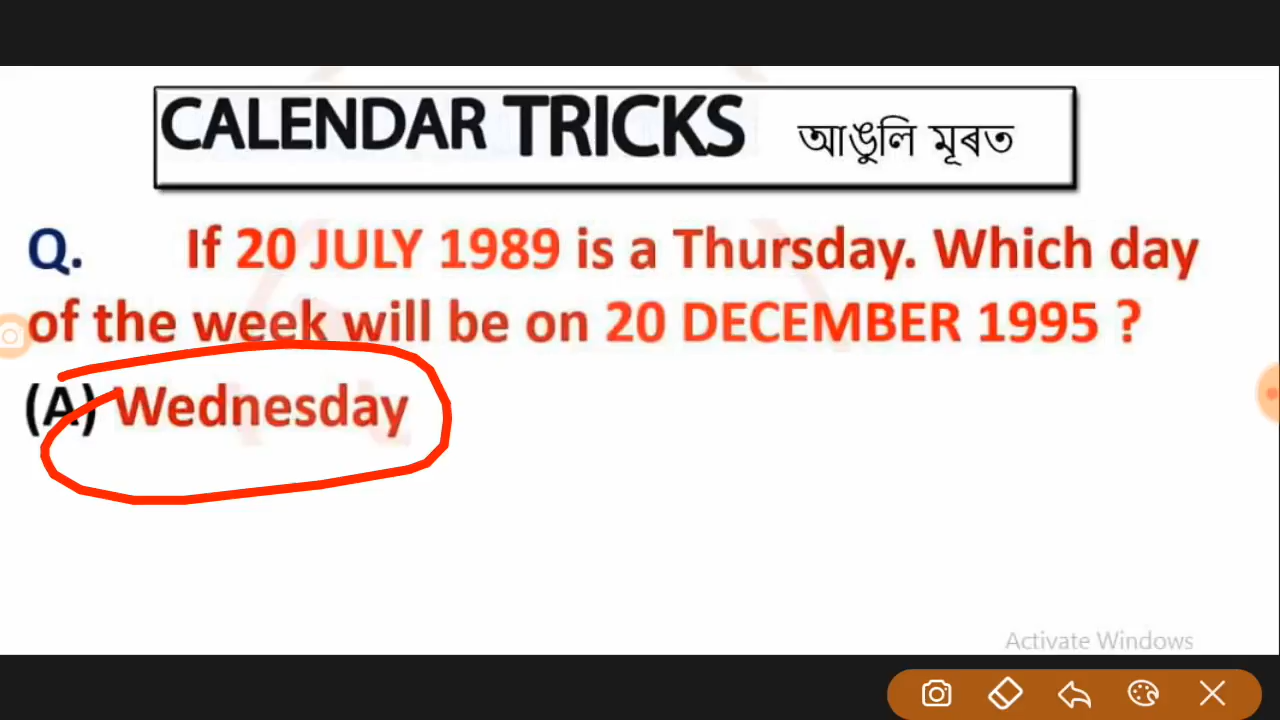 CALENDAR TRICKS আঙুলি মূৰত
Q. If 20 JULY 1989 is a Thursday. Which day
of the week will be on 20 DECEMBER 1995 ?
(A) Wednesday
Activate Windows